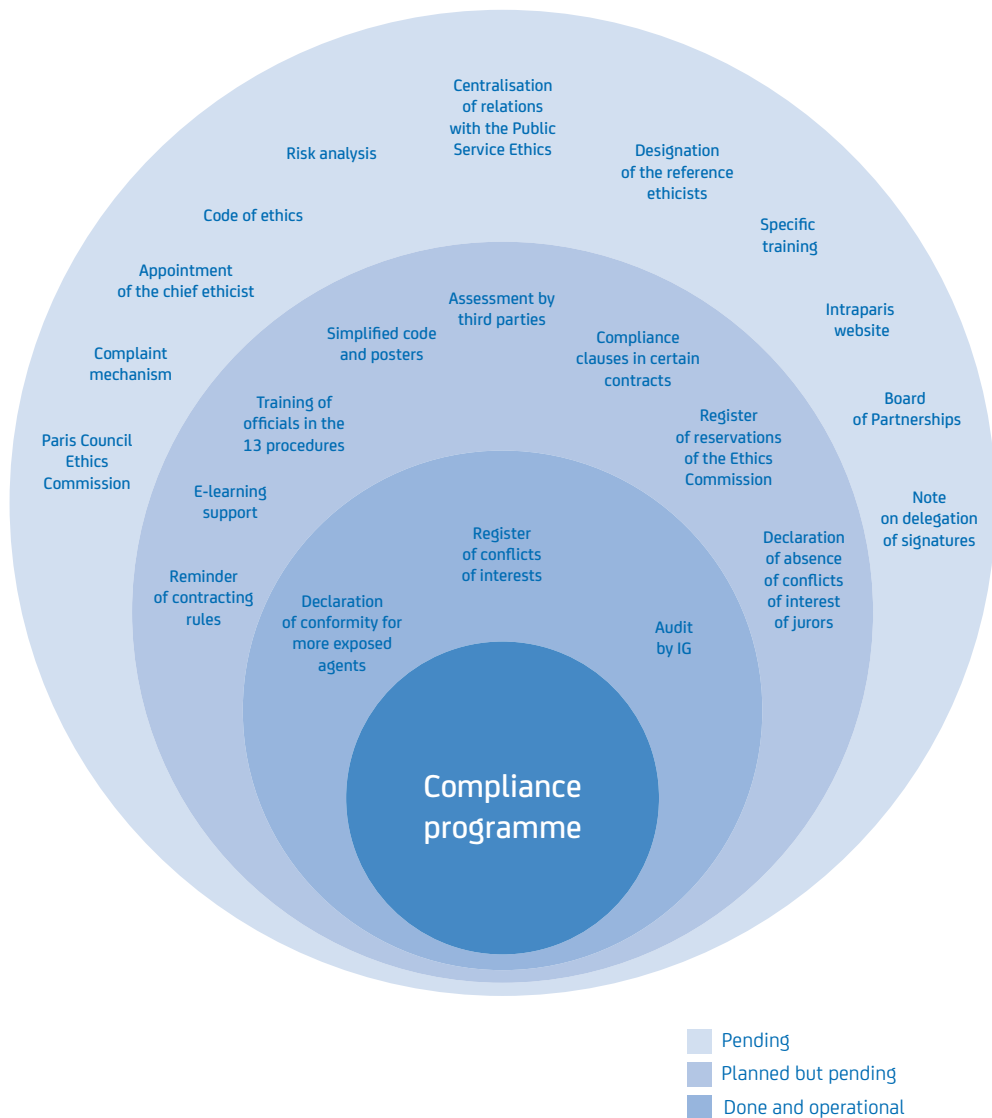 Centralisation
of relations
with the Public
Service Ethics
Risk analysis
Designation
of the reference
ethicists
Code of ethics
Specific
training
Appointment
of the chief ethicist
Intraparis
website
Complaint
mechanism
Board
of Partnerships
Paris Council
Ethics
Commission
Note
on delegation
of signatures
Assessment by
third parties
Simplified code
and posters
Compliance
clauses in certain
contracts
Training of
officials in the
13 procedures
Register
of reservations
of the Ethics
Commission
E-learning
support
Declaration
of absence
of conflicts
of interest
of jurors
Reminder
of contracting
rules
Register
of conflicts
of interests
Declaration
of conformity for
more exposed
agents
Audit
by IG
Compliance
programme
Pending
Planned but pending
Done and operational